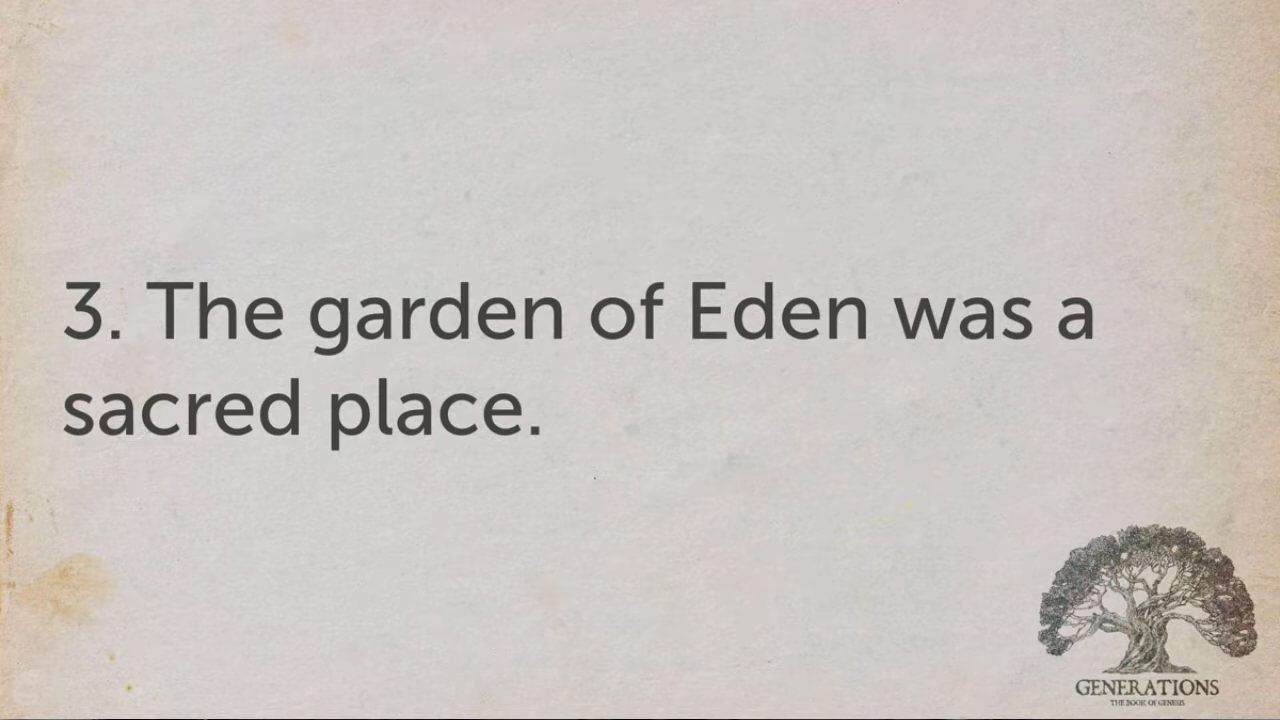 3. The garden of Eden was a
sacred place.
GENERATIONS
THE BOOK OF GENESIS